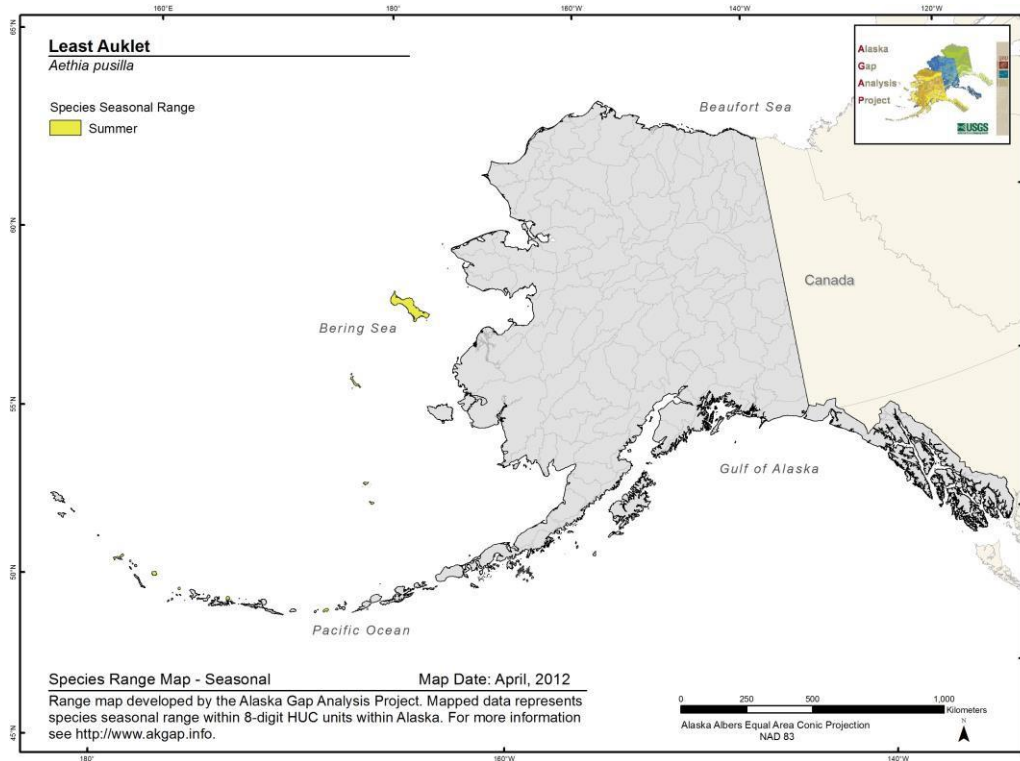 160°E 180° 160°W 140°W 120°W
65°N
Least Auklet
Aethia pusilla
Species Seasonal Range
Summer
Alaska
Gap
Analysis
Project
USGS
Beaufort Sea
60°N
Canada
Bering Sea
55°N
Gulf of Alaska
50°N
Pacific Ocean
Species Range Map - Seasonal Map Date: April, 2012
Range map developed by the Alaska Gap Analysis Project. Mapped data represents
species seasonal range within 8-digit HUC units within Alaska. For more information
see http://www.akgap.info.
0 250 500 1,000
Kilometers
Alaska Albers Equal Area Conic Projection
NAD 83
N
45°N
180° 160°W 140°W